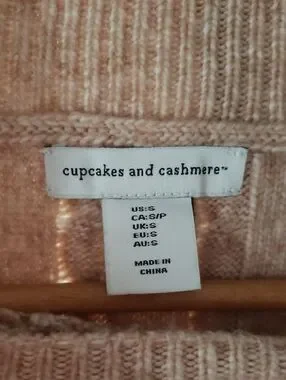 cupcakes and cashmere™
US:S
CA:S/P
UK:S
EU:S
AU:S
MADE IN
CHINA